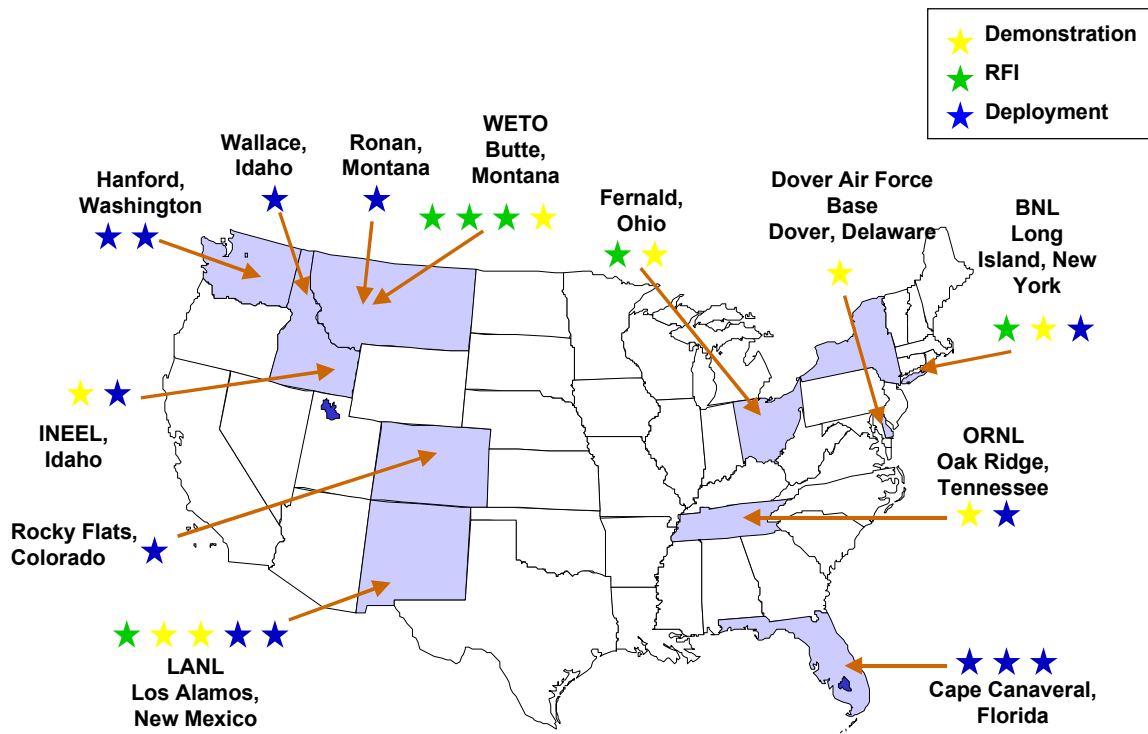 Demonstration
RFI
Deployment
WETO
Butte,
Montana
Wallace,
Idaho
Ronan,
Montana
Hanford,
Washington
Fernald,
Ohio
Dover Air Force
Base
Dover, Delaware
BNL
Long
Island, New
York
INEEL,
Idaho
ORNL
Oak Ridge,
Tennessee
Rocky Flats,
Colorado
LANL
Los Alamos,
New Mexico
Cape Canaveral,
Florida